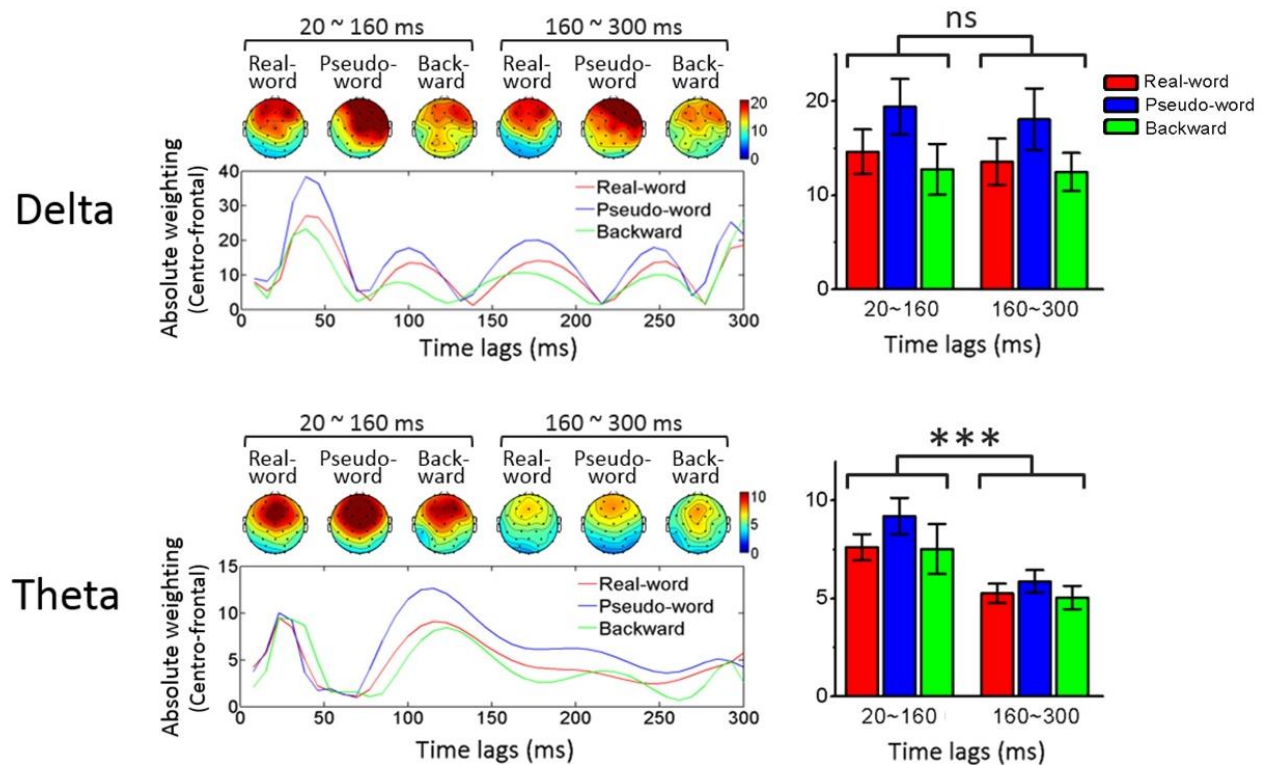 Delta
20 ~ 160 ms
160 ~ 300 ms
Real-
word
Pseudo-
word
Back-
ward
Real-
word
Pseudo-
word
Back-
ward
20
10
0
Absolute weighting
(Centro-frontal)
40
30
20
10
0
Real-word
Pseudo-word
Backward
0
50
100
150
200
250
300
Time lags (ms)
ns
20
10
0
20~160
160~300
Time lags (ms)
Real-word
Pseudo-word
Backward
Theta
20 ~ 160 ms
160 ~ 300 ms
Real-
word
Pseudo-
word
Back-
ward
Real-
word
Pseudo-
word
Back-
ward
10
5
0
Absolute weighting
(Centro-frontal)
15
10
5
0
Real-word
Pseudo-word
Backward
0
50
100
150
200
250
300
Time lags (ms)
***
10
5
0
20~160
160~300
Time lags (ms)